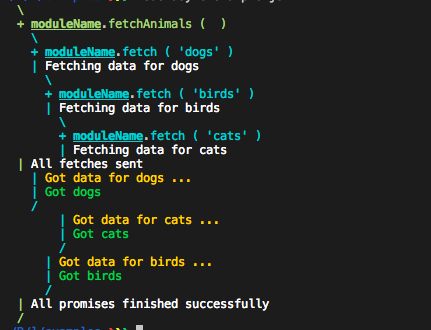 \
+ moduleName.fetchAnimals (  )
\
+ moduleName.fetch ( 'dogs' )
| Fetching data for dogs
\
+ moduleName.fetch ( 'birds' )
| Fetching data for birds
\
+ moduleName.fetch ( 'cats' )
| Fetching data for cats
| All fetches sent
| Got data for dogs ...
| Got dogs
/
| Got data for cats ...
| Got cats
/
| Got data for birds ...
| Got birds
/
| All promises finished successfully
/